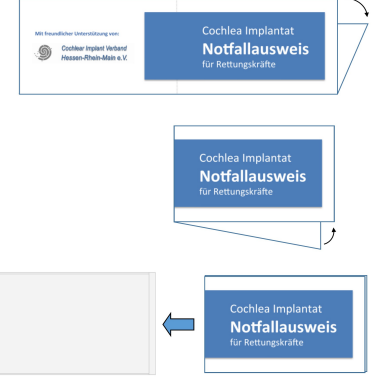 Mit Freundlicher Unterstützung von:
Cochlear Implant Verband
Hessen-Rhein-Main e.V.
Cochlea Implantat
Notfallausweis
für Rettungskräfte
Cochlea Implantat
Notfallausweis
für Rettungskräfte
Cochlea Implantat
Notfallausweis
für Rettungskräfte